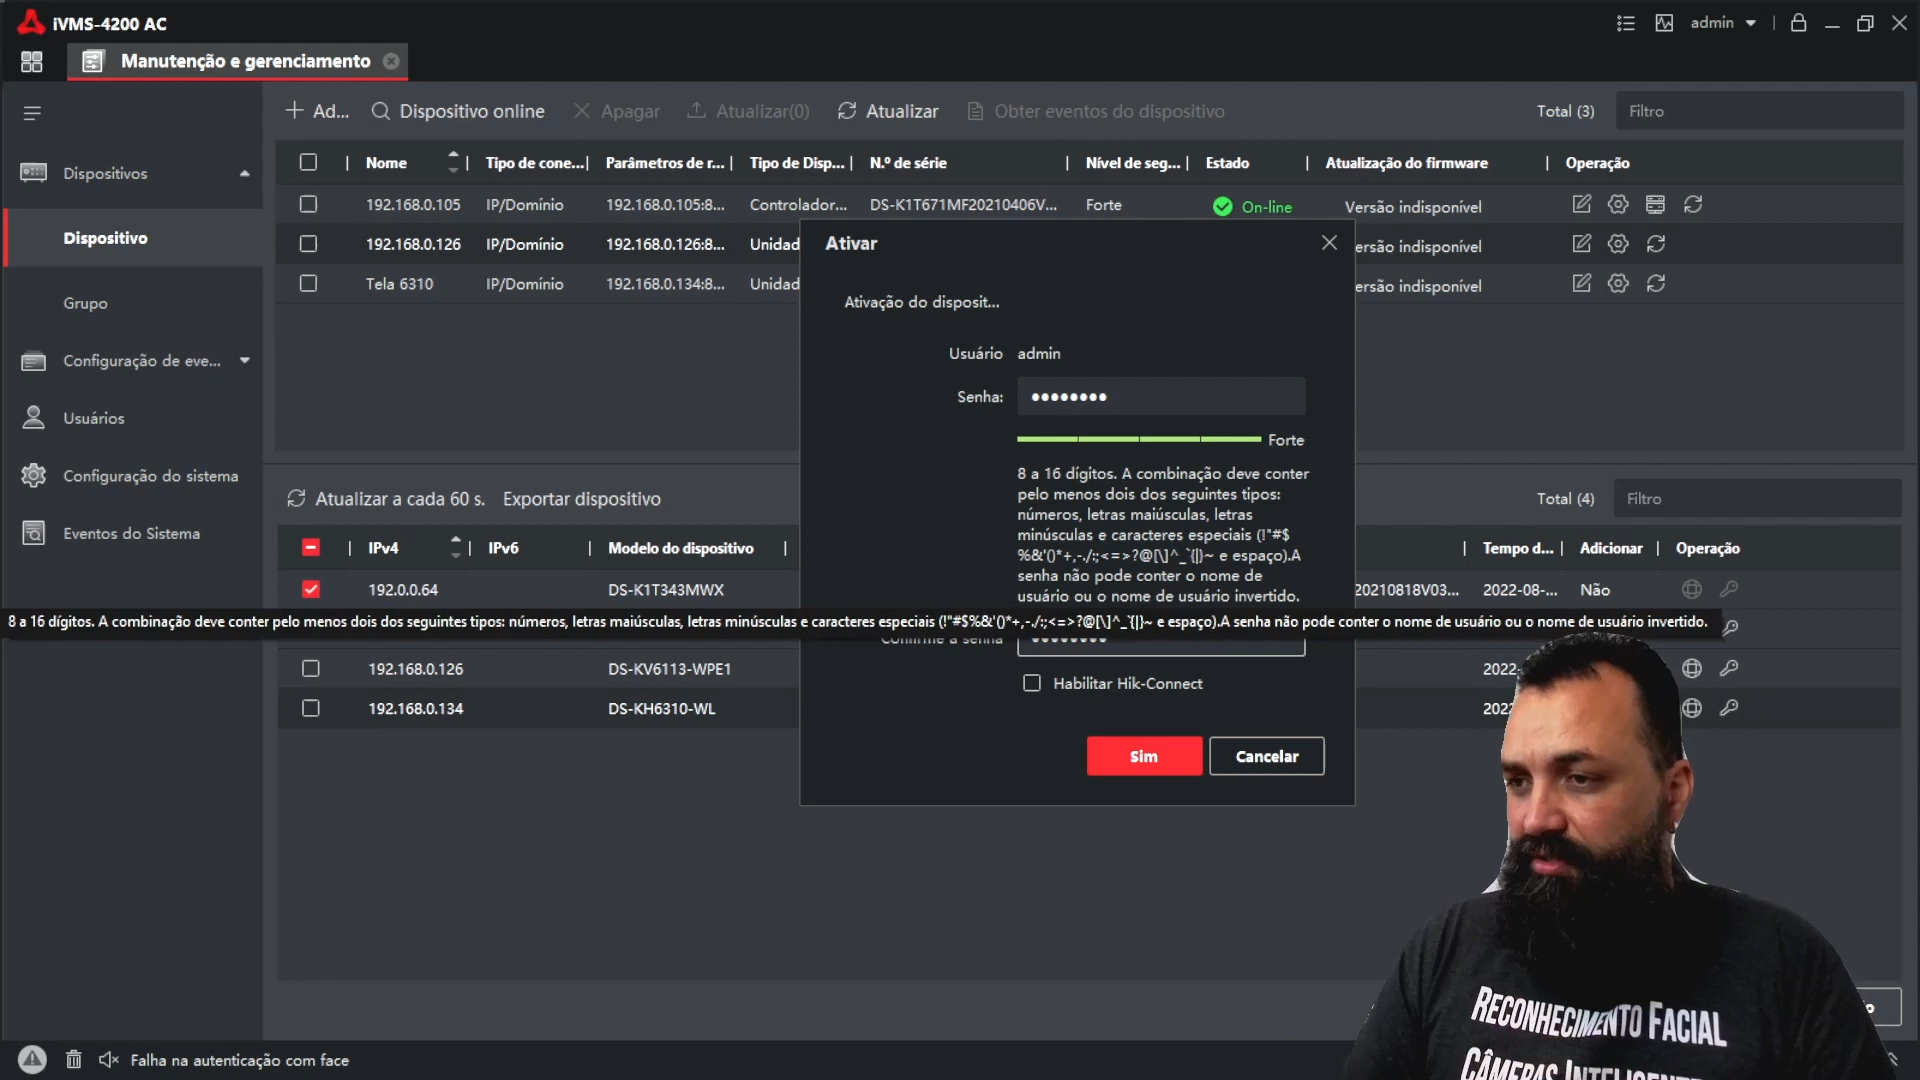 iVMS-4200 AC
admin
Manutenção e gerenciamento
Ad...
Dispositivo online
Apagar
Atualizar(0)
Atualizar
Obter eventos do dispositivo
Total (3)
Filtro
Nome
Tipo de cone...
Parâmetros de r...
Tipo de Disp...
N.º de série
Nível de seg...
Estado
Atualização do firmware
Operação
192.168.0.105
IP/Domínio
192.168.0.105:8...
Controlador...
DS-K1T671MF20210406V...
Forte
On-line
Versão indisponível
192.168.0.126
IP/Domínio
192.168.0.126:8...
Unidad
ersão indisponível
Tela 6310
IP/Domínio
192.168.0.134:8...
Unidad
ersão indisponível
Dispositivos
Dispositivo
Grupo
Configuração de eve...
Usuários
Configuração do sistema
Eventos do Sistema
Ativar
Ativação do disposit...
Usuário admin
Senha: ●●●●●●●●
Forte
8 a 16 dígitos. A combinação deve conter
pelo menos dois dos seguintes tipos:
números, letras maiúsculas, letras
minúsculas e caracteres especiais (!"#$
%&'()*+,-./:;<=>?@[\]^_`{|}~ e espaço).A
senha não pode conter o nome de
usuário ou o nome de usuário invertido.
8 a 16 dígitos. A combinação deve conter pelo menos dois dos seguintes tipos: números, letras maiúsculas, letras minúsculas e caracteres especiais (!"#$%&'()*+,-./:;<=>?@[\]^_`{|}~ e espaço).A senha não pode conter o nome de usuário ou o nome de usuário invertido.
Confirme a senha ●●●●●●●●
Habilitar Hik-Connect
Sim
Cancelar
Atualizar a cada 60 s.
Exportar dispositivo
Total (4)
Filtro
IPv4
IPv6
Modelo do dispositivo
Tempo d...
Adicionar
Operação
192.0.0.64
DS-K1T343MWX
20210818V03...
2022-08-...
Não
192.168.0.126
DS-KV6113-WPE1
2022-
192.168.0.134
DS-KH6310-WL
2022
Falha na autenticação com face
RECONHECIMENTO FACIAL
CÂMERAS